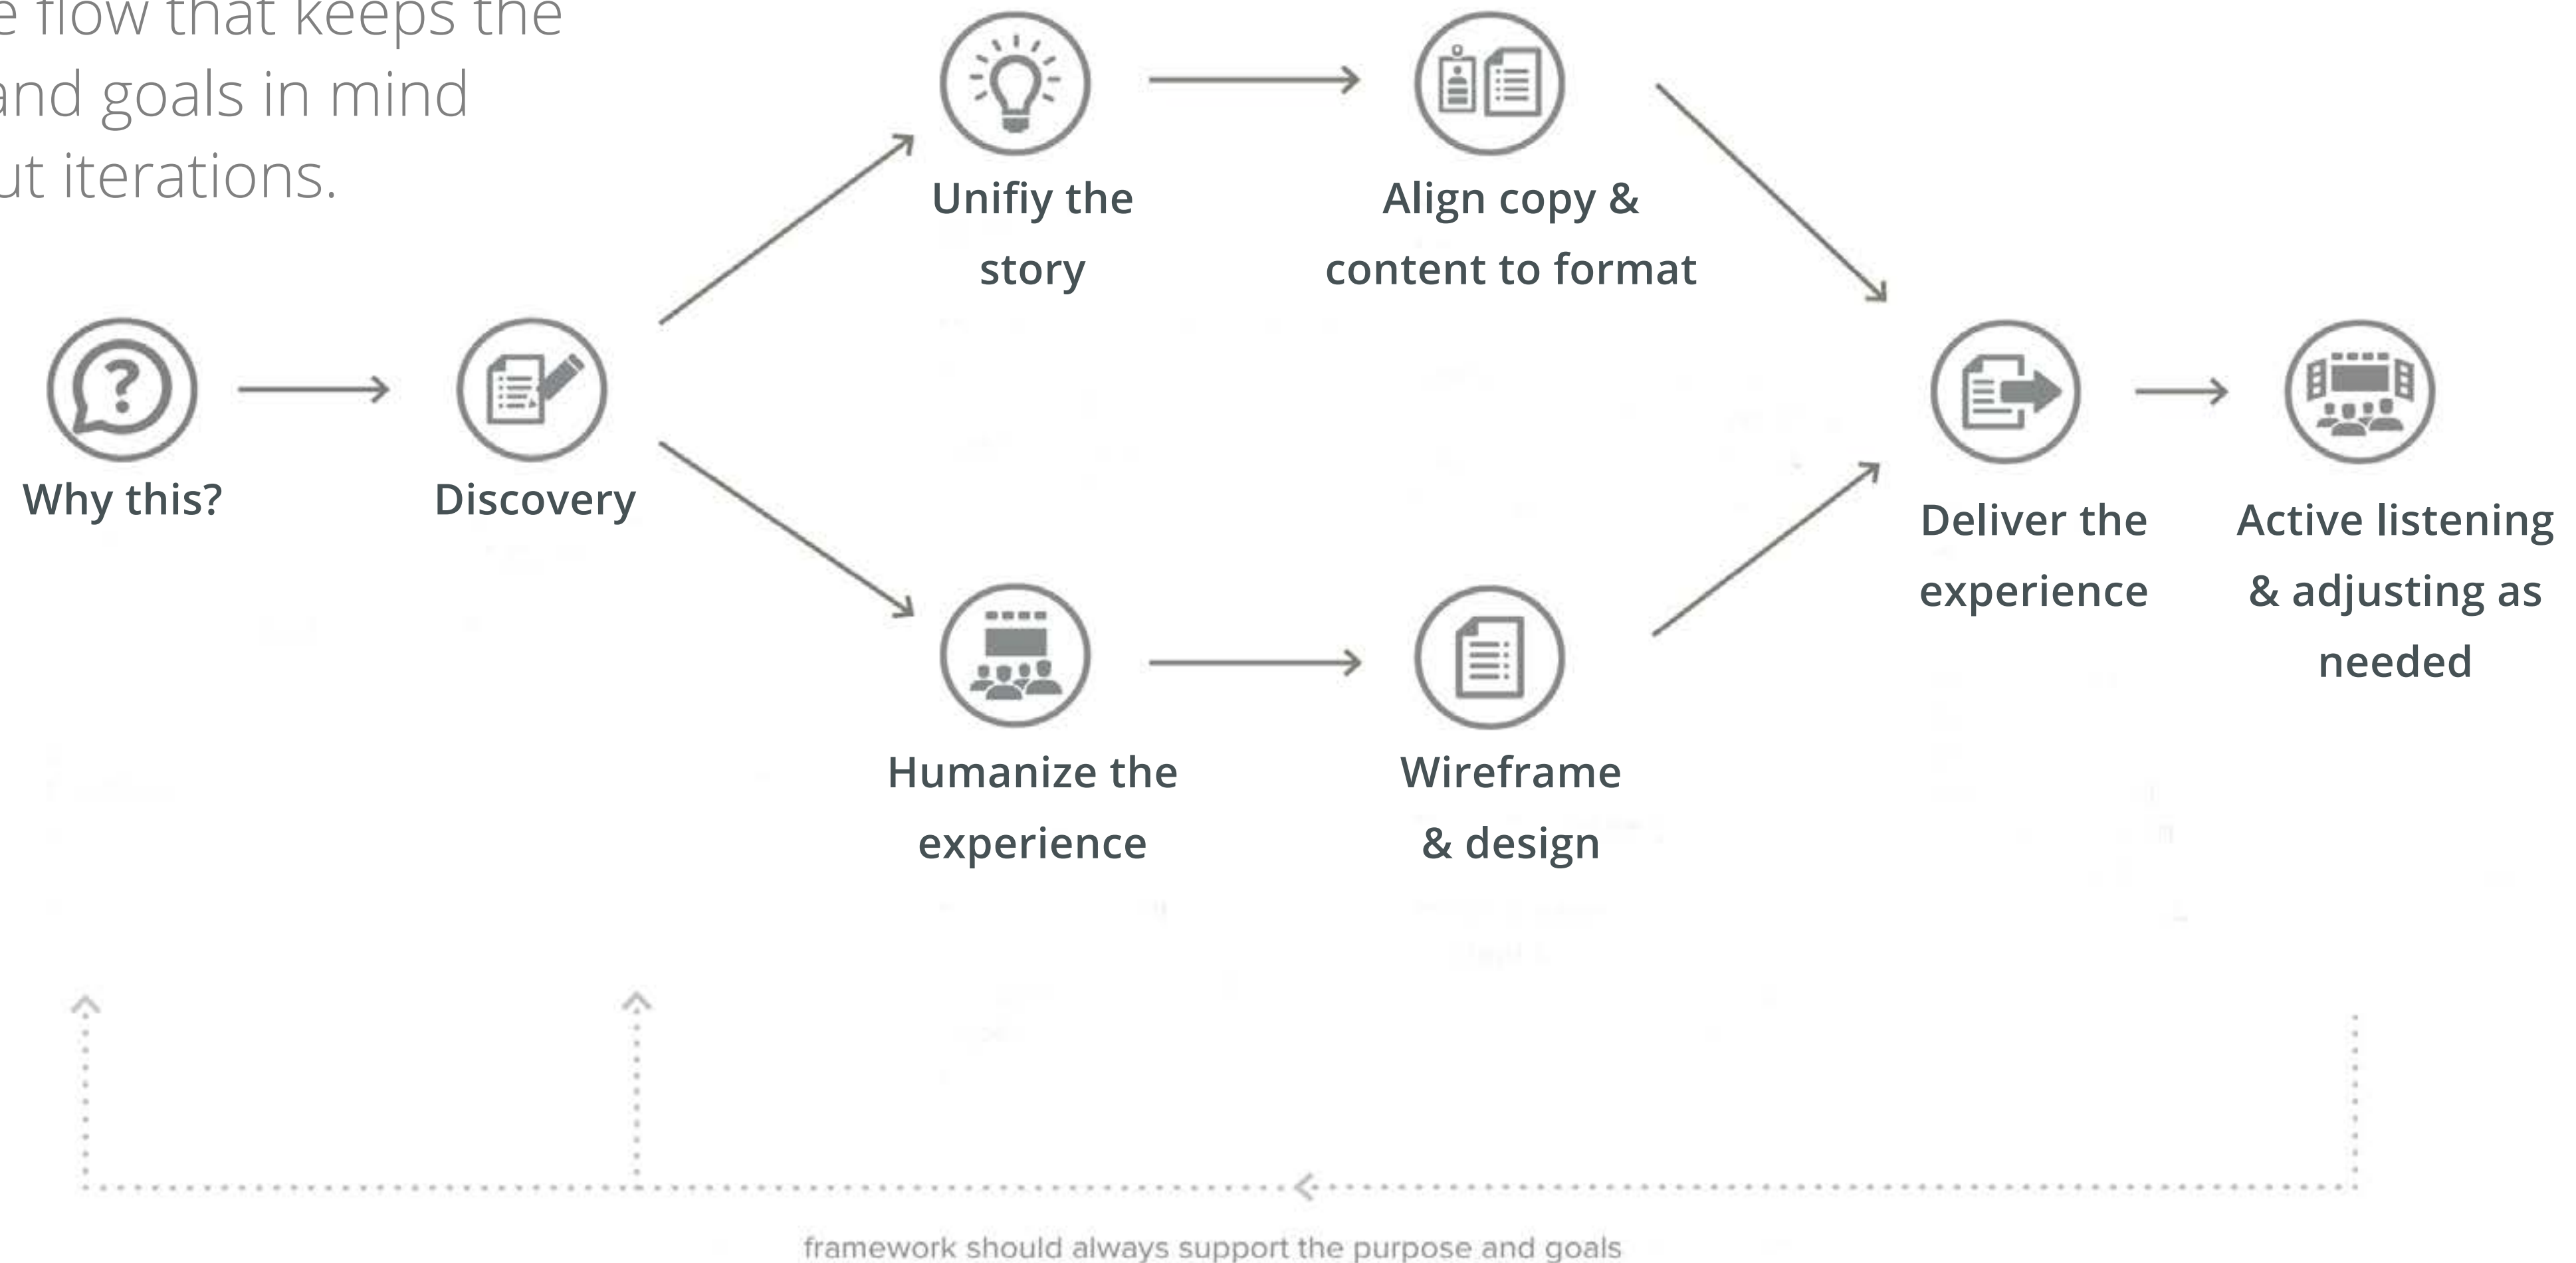 e flow that keeps the
and goals in mind
ut iterations.
Unifiy the
story
Align copy &
content to format
Why this?
Discovery
Deliver the
experience
Active listening
& adjusting as
needed
Humanize the
experience
Wireframe
& design
framework should always support the purpose and goals